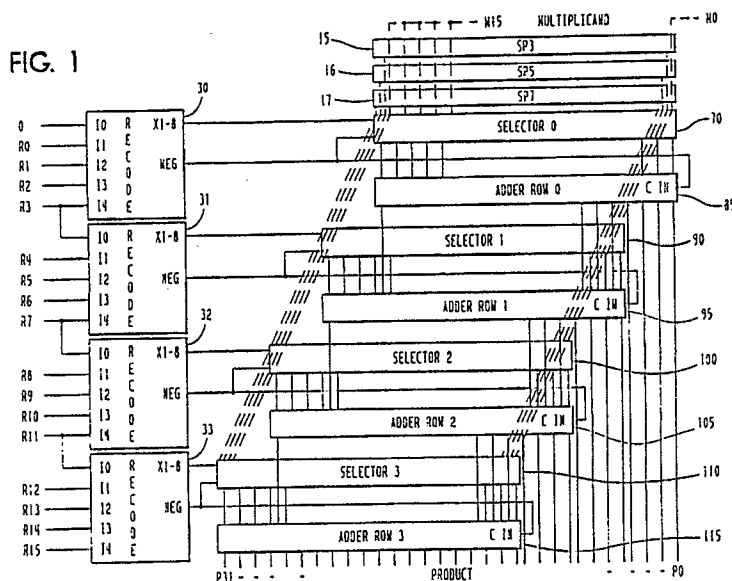 M15 MULTIPLICAND M0
FIG. 1
15 SP3
16 SP5
17 SP7
30
0 I0 X1-8
R0 I1
R1 I2 NEG
R2 I3
R3 I4
RECODE
SELECTOR 0 70
ADDER ROW 0 C IN 85
31
I0 X1-8
R4 I1
R5 I2 NEG
R6 I3
R7 I4
RECODE
SELECTOR 1 90
ADDER ROW 1 C IN 95
32
I0 X1-8
R8 I1
R9 I2 NEG
R10 I3
R11 I4
RECODE
SELECTOR 2 100
ADDER ROW 2 C IN 105
33
I0 X1-8
R12 I1
R13 I2 NEG
R14 I3
R15 I4
RECODE
SELECTOR 3 110
ADDER ROW 3 C IN 115
P31 PRODUCT P0